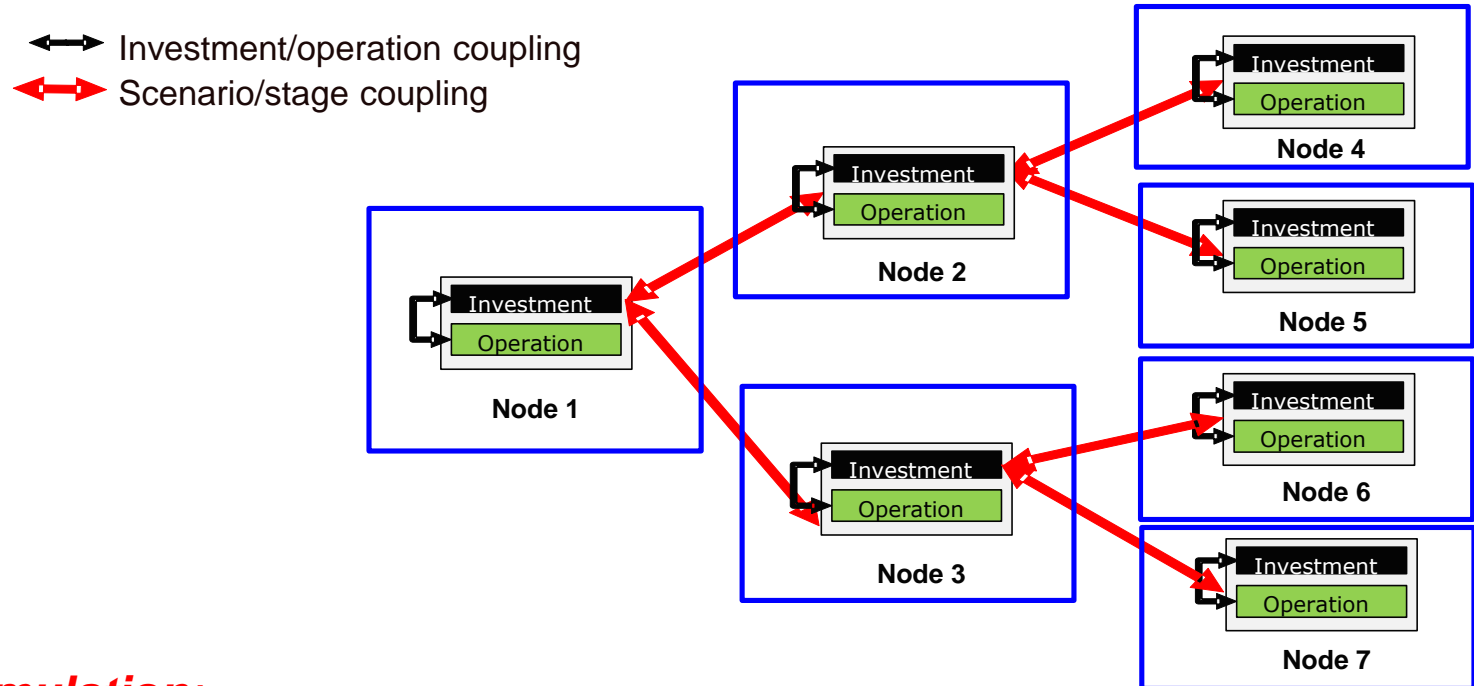 Investment/operation coupling
Scenario/stage coupling
Investment
Operation
Node 1
Investment
Operation
Node 2
Investment
Operation
Node 3
Investment
Operation
Node 4
Investment
Operation
Node 5
Investment
Operation
Node 6
Investment
Operation
Node 7